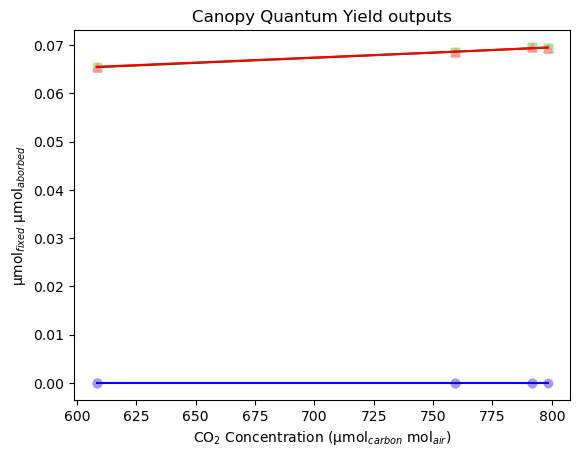 Canopy Quantum Yield outputs
0.07
0.06
0.05
0.04
0.03
0.02
0.01
0.00
μmol_fixed μmol_aborbed
600 625 650 675 700 725 750 775 800
CO₂ Concentration (μmol_carbon mol_air)